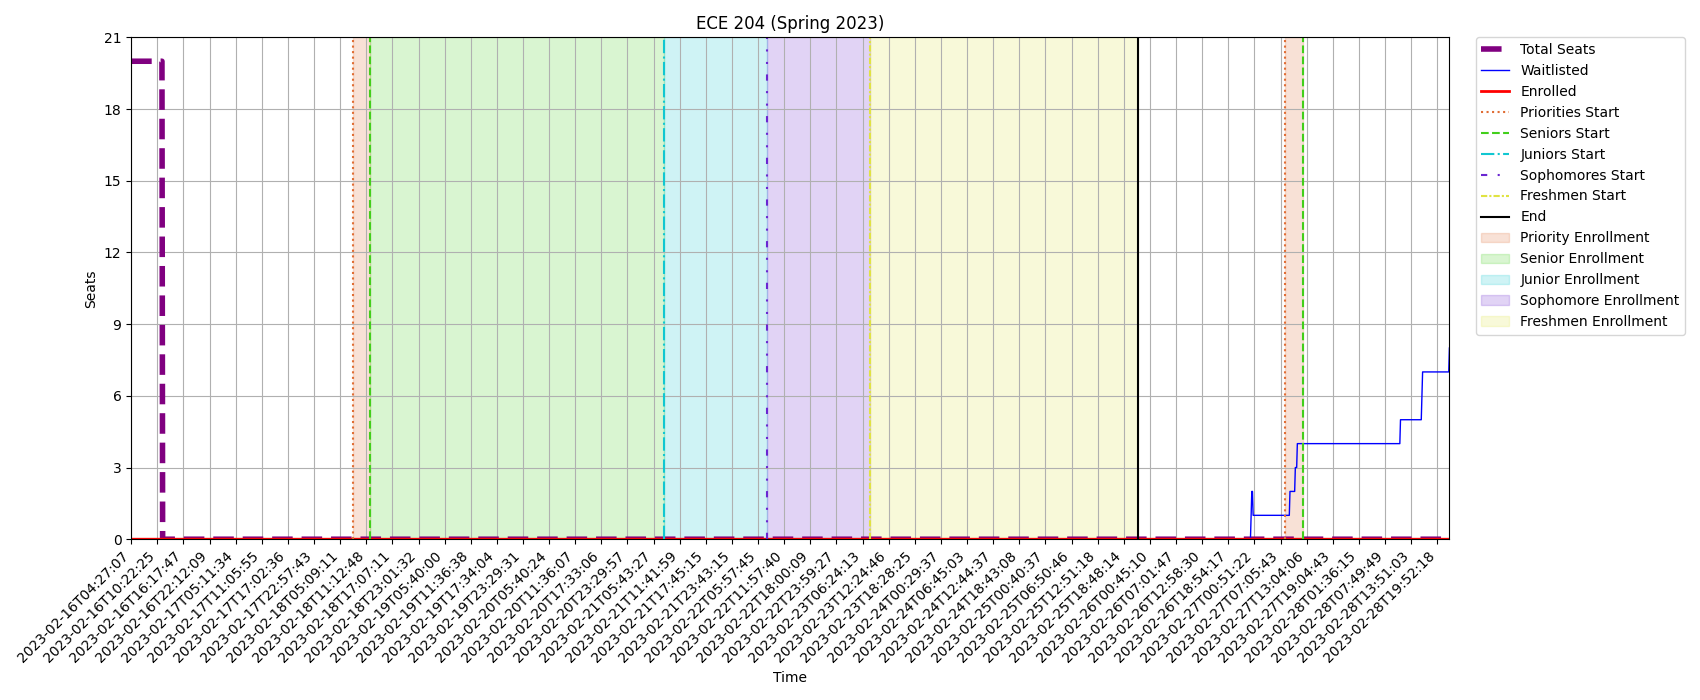 ECE 204 (Spring 2023)
21
18
15
12
9
6
3
0
Seats
2023-02-16T04:27:07
2023-02-16T10:22:25
2023-02-16T16:17:47
2023-02-16T22:12:09
2023-02-17T05:11:34
2023-02-17T11:05:55
2023-02-17T17:02:36
2023-02-17T22:57:43
2023-02-18T05:09:11
2023-02-18T11:12:48
2023-02-18T17:07:11
2023-02-18T23:01:32
2023-02-19T05:40:00
2023-02-19T11:36:38
2023-02-19T17:34:04
2023-02-19T23:29:31
2023-02-20T05:40:24
2023-02-20T11:36:07
2023-02-20T17:33:06
2023-02-20T23:29:57
2023-02-21T05:43:27
2023-02-21T11:41:59
2023-02-21T17:45:15
2023-02-21T23:43:15
2023-02-22T05:57:45
2023-02-22T11:57:40
2023-02-22T18:00:09
2023-02-22T23:59:27
2023-02-23T06:24:13
2023-02-23T12:24:46
2023-02-23T18:28:25
2023-02-24T00:29:37
2023-02-24T06:45:03
2023-02-24T12:44:37
2023-02-24T18:43:08
2023-02-25T00:40:37
2023-02-25T06:50:46
2023-02-25T12:51:18
2023-02-25T18:48:14
2023-02-26T00:45:10
2023-02-26T07:01:47
2023-02-26T12:58:30
2023-02-26T18:54:17
2023-02-27T00:51:22
2023-02-27T07:05:43
2023-02-27T13:04:06
2023-02-27T19:04:43
2023-02-28T01:36:15
2023-02-28T07:49:49
2023-02-28T13:51:03
2023-02-28T19:52:18
Time
Total Seats
Waitlisted
Enrolled
Priorities Start
Seniors Start
Juniors Start
Sophomores Start
Freshmen Start
End
Priority Enrollment
Senior Enrollment
Junior Enrollment
Sophomore Enrollment
Freshmen Enrollment